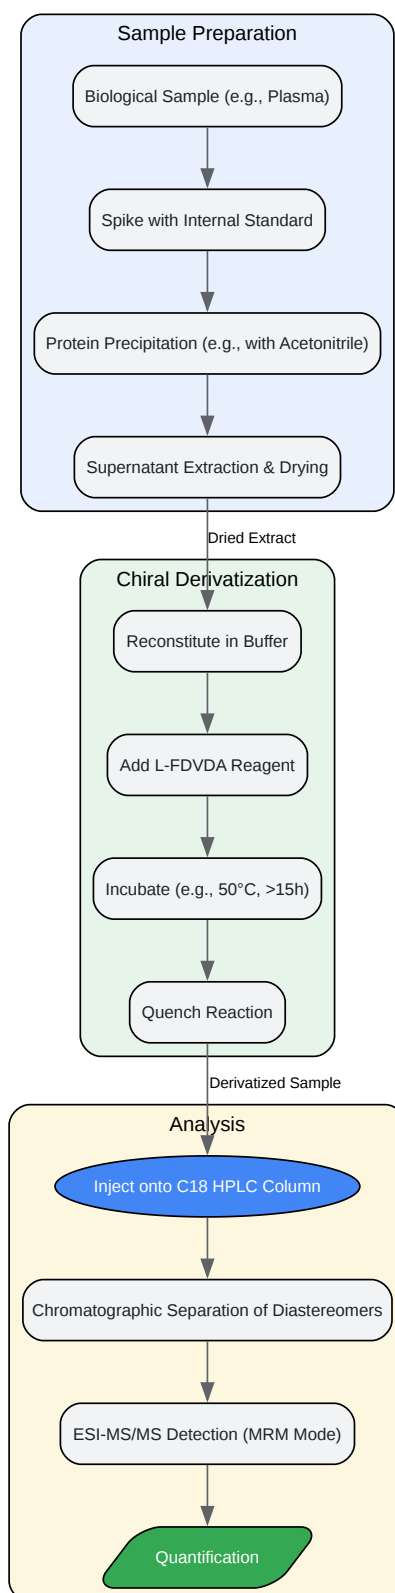 Sample Preparation
Biological Sample (e.g., Plasma)
Spike with Internal Standard
Protein Precipitation (e.g., with Acetonitrile)
Supernatant Extraction & Drying
Dried Extract
Chiral Derivatization
Reconstitute in Buffer
Add L-FDVDA Reagent
Incubate (e.g., 50°C, >15h)
Quench Reaction
Derivatized Sample
Analysis
Inject onto C18 HPLC Column
Chromatographic Separation of Diastereomers
ESI-MS/MS Detection (MRM Mode)
Quantification